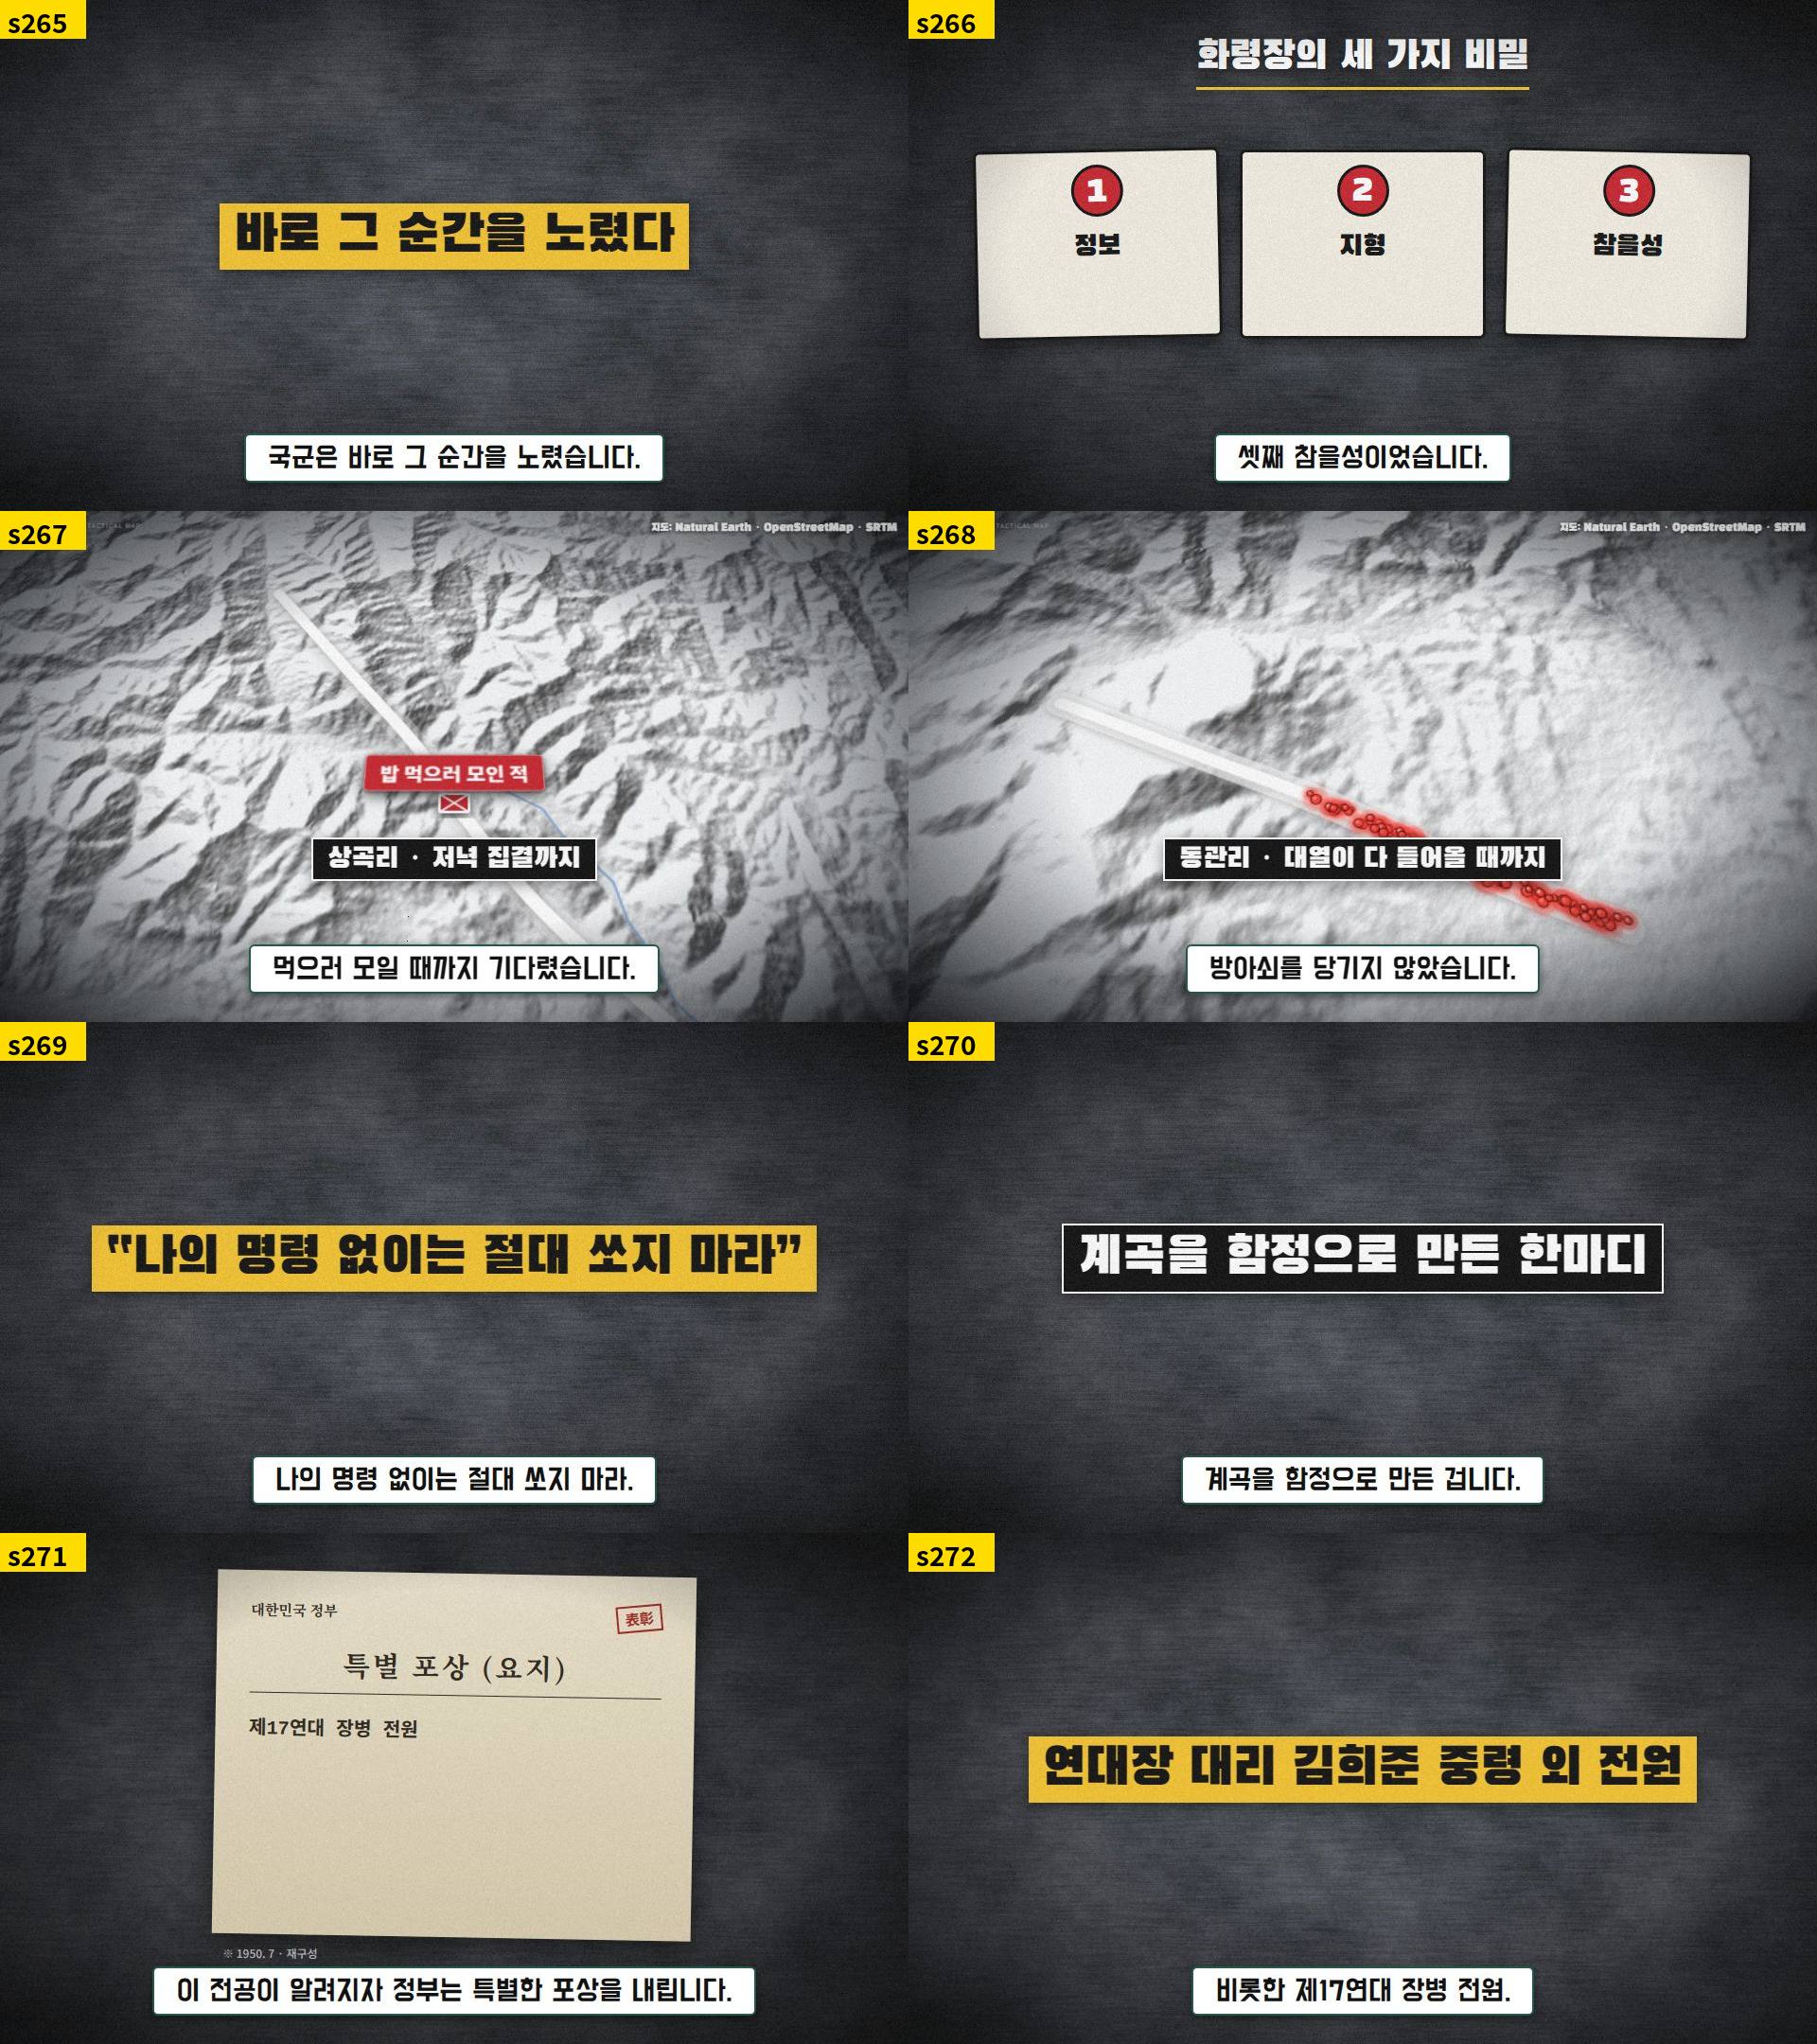 s265
바로 그 순간을 노렸다
국군은 바로 그 순간을 노렸습니다.
s266
화령장의 세 가지 비밀
1
정보
2
지형
3
참을성
셋째 참을성이었습니다.
s267
TACTICAL MAP
지도: Natural Earth · OpenStreetMap · SRTM
밥 먹으러 모인 적
상곡리 · 저녁 집결까지
먹으러 모일 때까지 기다렸습니다.
s268
TACTICAL MAP
지도: Natural Earth · OpenStreetMap · SRTM
동관리 · 대열이 다 들어올 때까지
방아쇠를 당기지 않았습니다.
s269
"나의 명령 없이는 절대 쏘지 마라"
나의 명령 없이는 절대 쏘지 마라.
s270
계곡을 함정으로 만든 한마디
계곡을 함정으로 만든 겁니다.
s271
대한민국 정부
表彰
특별 포상 (요지)
제17연대 장병 전원
※ 1950. 7 · 재구성
이 전공이 알려지자 정부는 특별한 포상을 내립니다.
s272
연대장 대리 김희준 중령 외 전원
비롯한 제17연대 장병 전원.